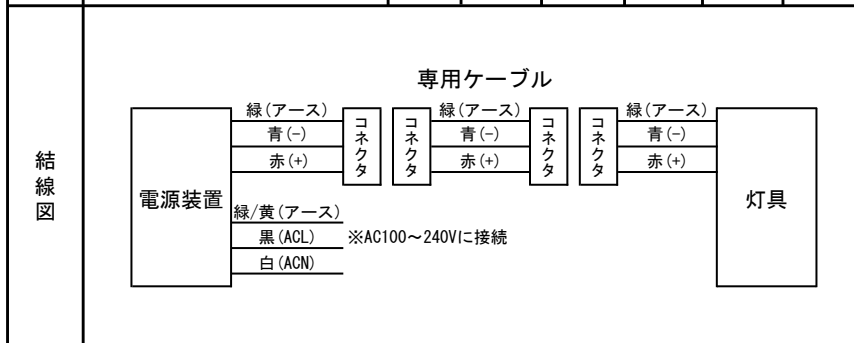 結線図
専用ケーブル
緑(アース)
青(-)
赤(+)
コネクタ
コネクタ
緑(アース)
青(-)
赤(+)
コネクタ
コネクタ
緑(アース)
青(-)
赤(+)
電源装置
灯具
緑/黄(アース)
黒(ACL)
※AC100～240Vに接続
白(ACN)